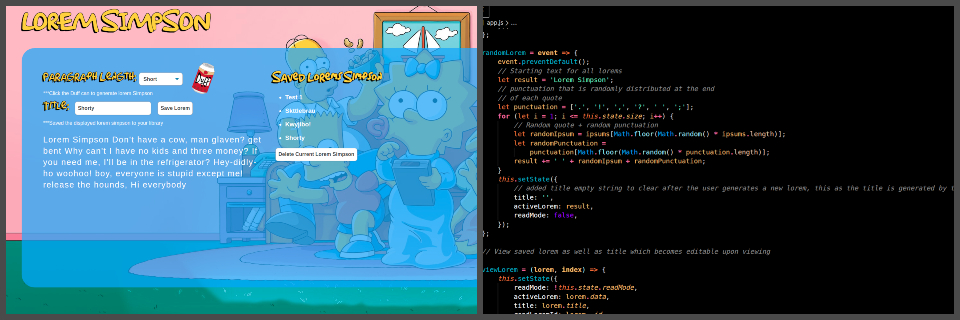 LOREM SIMPSON
PARAGRAPH LENGTH
Short
***Click the Duff can to generate lorem Simpson
TITLE
Shorty
Save Lorem
***Saved the displayed lorem simpson to your library
Lorem Simpson Don't have a cow, man glaven? get
bent Why can't I have no kids and three money? If
you need me, I'll be in the refrigerator? Hey-didly-
ho woohoo! boy, everyone is stupid except me!
release the hounds, Hi everybody
SAVED LOREMS SIMPSON
Test 1
Skittlebrau
Kwyjibo
Shorty
Delete Current Lorem Simpson
app.js > ...
};
randomLorem = event => {
event.preventDefault();
// Starting text for all lorems
let result = 'Lorem Simpson';
// punctuation that is randomly distributed at the end
// of each quote
let punctuation = ['.', '!', ',', '?', ' ', ';'];
for (let i = 1; i <= this.state.size; i++) {
// Random quote + random punctuation
let randomIpsum = ipsums[Math.floor(Math.random() * ipsums.length)];
let randomPunctuation =
punctuation[Math.floor(Math.random() * punctuation.length)];
result += ' ' + randomIpsum + randomPunctuation;
}
this.setState({
// added title empty string to clear after the user generates a new lorem, this as the title is generated by t
title: '',
activeLorem: result,
readMode: false,
});
};
// View saved lorem as well as title which becomes editable upon viewing
viewLorem = (lorem, index) => {
this.setState({
readMode: !this.state.readMode,
activeLorem: lorem.data,
title: lorem.title,